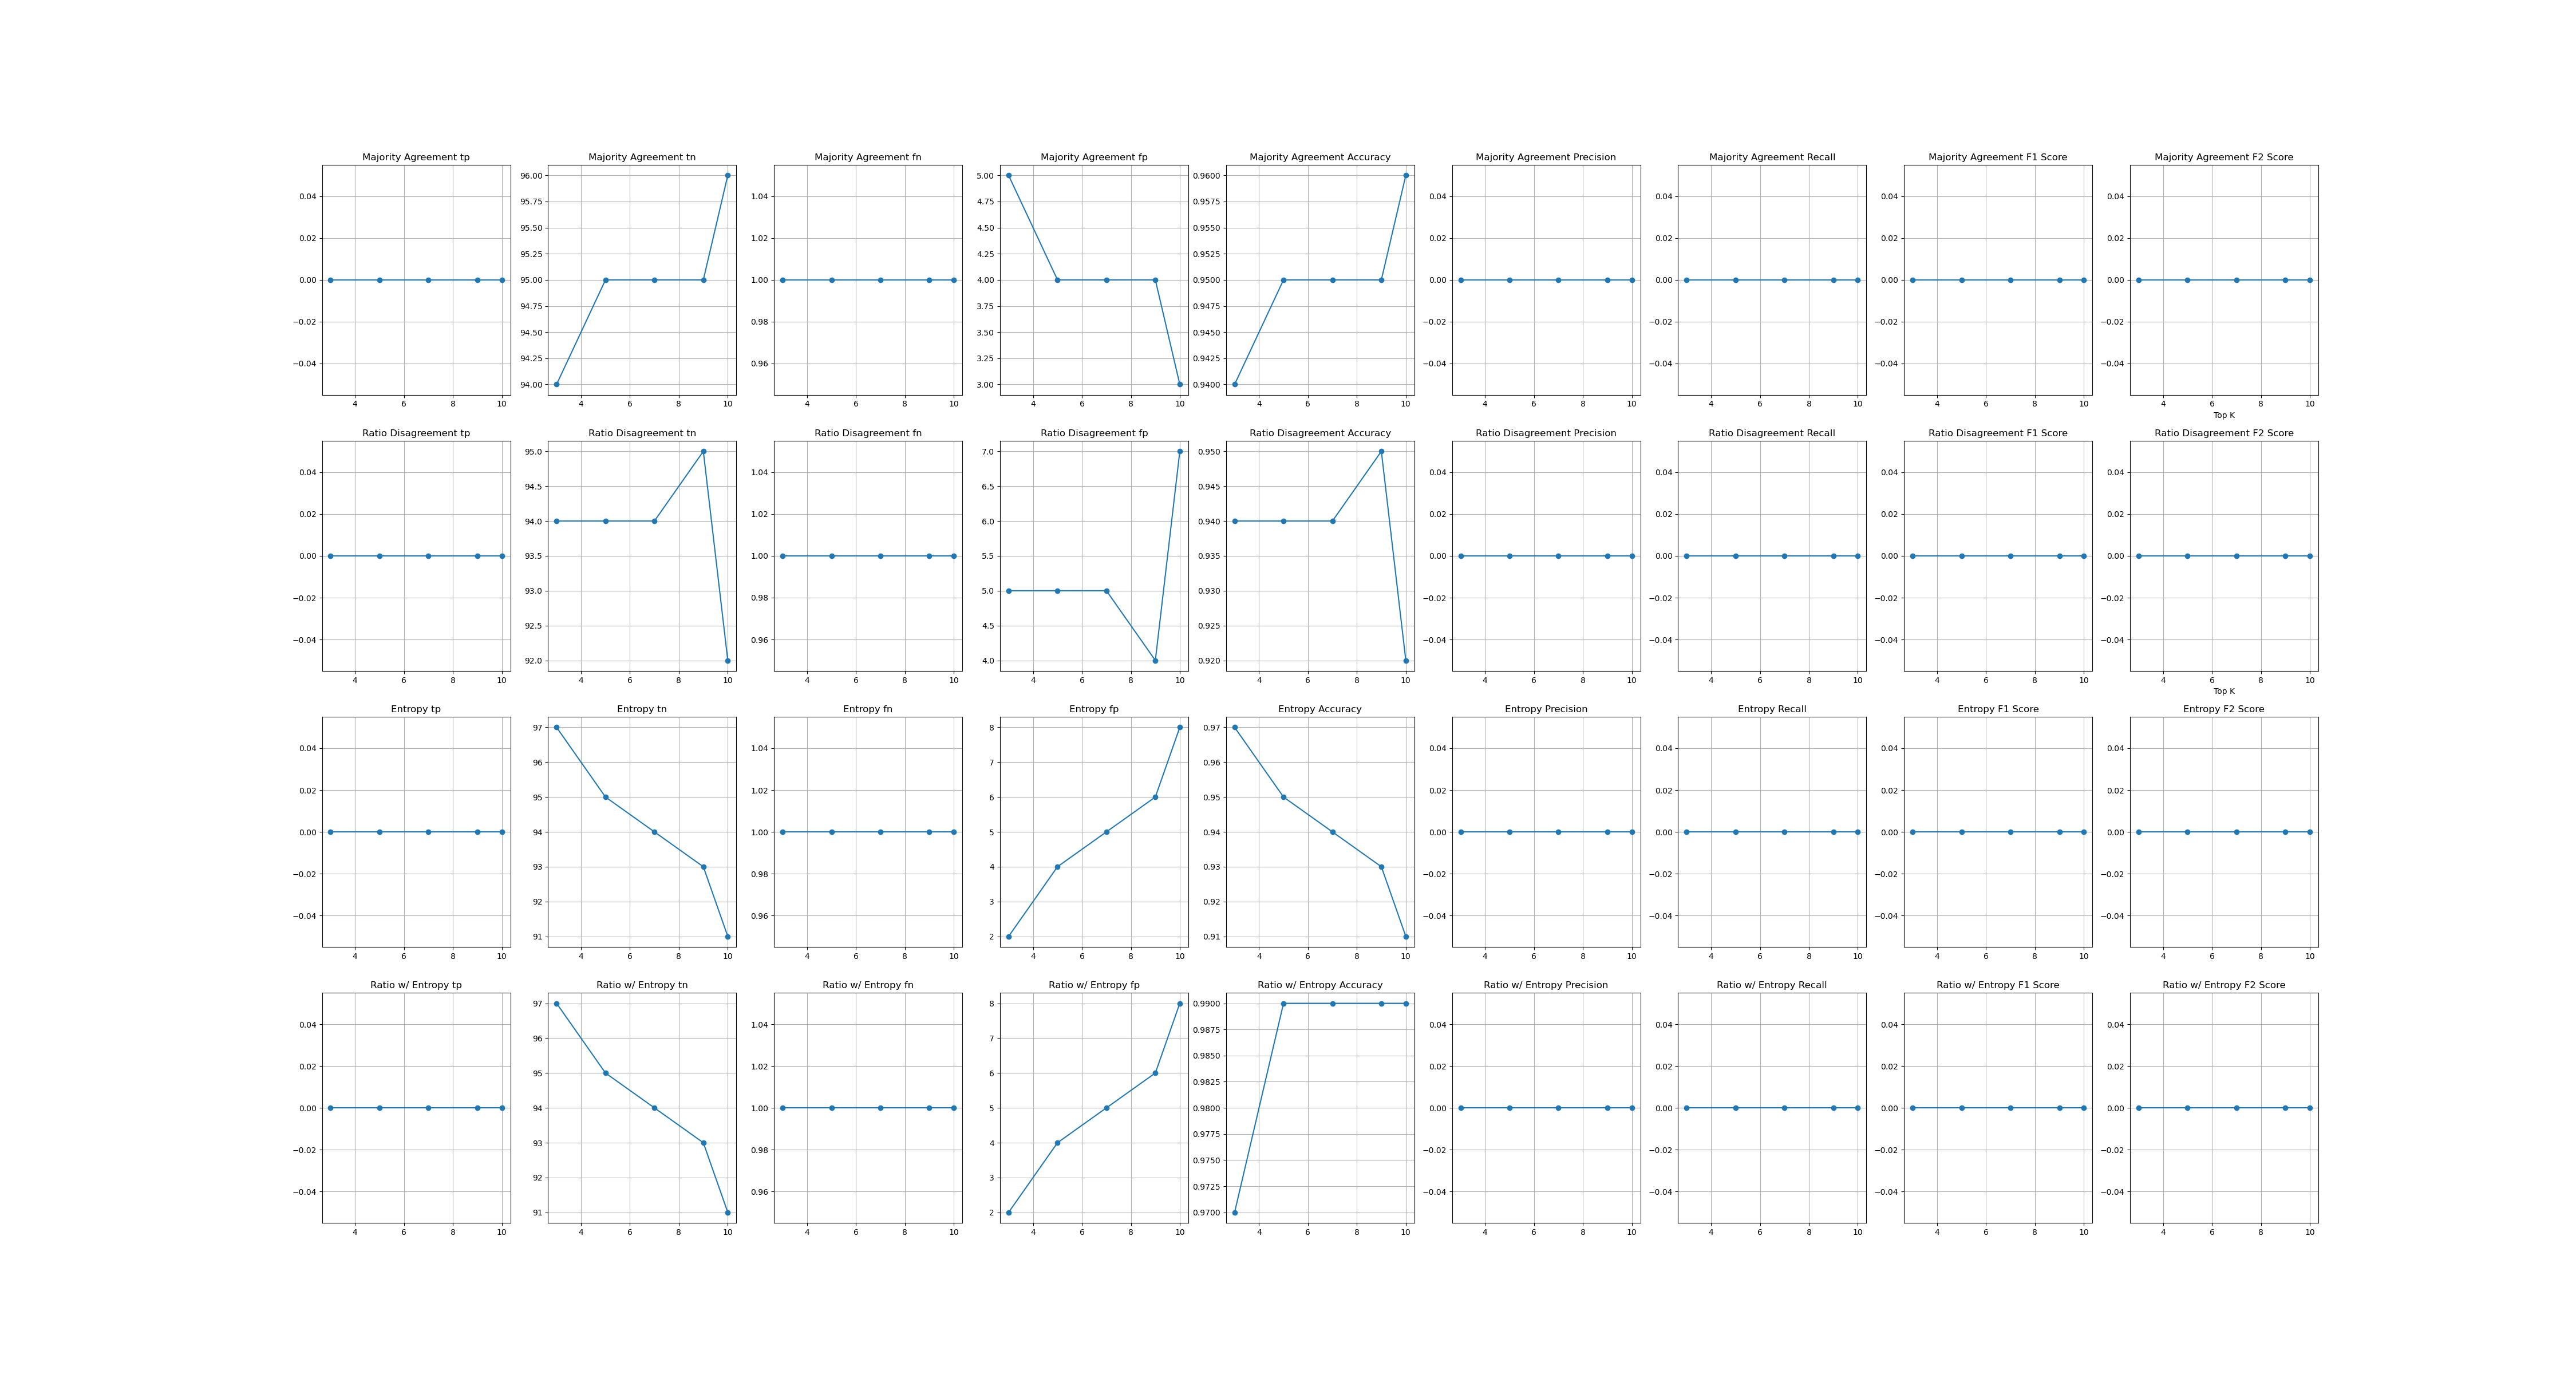 Majority Agreement tp
0.04
0.02
0.00
−0.02
−0.04
4 6 8 10
Majority Agreement tn
96.00
95.75
95.50
95.25
95.00
94.75
94.50
94.25
94.00
4 6 8 10
Majority Agreement fn
1.04
1.02
1.00
0.98
0.96
4 6 8 10
Majority Agreement fp
5.00
4.75
4.50
4.25
4.00
3.75
3.50
3.25
3.00
4 6 8 10
Majority Agreement Accuracy
0.9600
0.9575
0.9550
0.9525
0.9500
0.9475
0.9450
0.9425
0.9400
4 6 8 10
Majority Agreement Precision
0.04
0.02
0.00
−0.02
−0.04
4 6 8 10
Majority Agreement Recall
0.04
0.02
0.00
−0.02
−0.04
4 6 8 10
Majority Agreement F1 Score
0.04
0.02
0.00
−0.02
−0.04
4 6 8 10
Majority Agreement F2 Score
0.04
0.02
0.00
−0.02
−0.04
4 6 8 10
Top K
Ratio Disagreement tp
0.04
0.02
0.00
−0.02
−0.04
4 6 8 10
Ratio Disagreement tn
95.0
94.5
94.0
93.5
93.0
92.5
92.0
4 6 8 10
Ratio Disagreement fn
1.04
1.02
1.00
0.98
0.96
4 6 8 10
Ratio Disagreement fp
7.0
6.5
6.0
5.5
5.0
4.5
4.0
4 6 8 10
Ratio Disagreement Accuracy
0.950
0.945
0.940
0.935
0.930
0.925
0.920
4 6 8 10
Ratio Disagreement Precision
0.04
0.02
0.00
−0.02
−0.04
4 6 8 10
Ratio Disagreement Recall
0.04
0.02
0.00
−0.02
−0.04
4 6 8 10
Ratio Disagreement F1 Score
0.04
0.02
0.00
−0.02
−0.04
4 6 8 10
Ratio Disagreement F2 Score
0.04
0.02
0.00
−0.02
−0.04
4 6 8 10
Top K
Entropy tp
0.04
0.02
0.00
−0.02
−0.04
4 6 8 10
Entropy tn
97
96
95
94
93
92
91
4 6 8 10
Entropy fn
1.04
1.02
1.00
0.98
0.96
4 6 8 10
Entropy fp
8
7
6
5
4
3
2
4 6 8 10
Entropy Accuracy
0.97
0.96
0.95
0.94
0.93
0.92
0.91
4 6 8 10
Entropy Precision
0.04
0.02
0.00
−0.02
−0.04
4 6 8 10
Entropy Recall
0.04
0.02
0.00
−0.02
−0.04
4 6 8 10
Entropy F1 Score
0.04
0.02
0.00
−0.02
−0.04
4 6 8 10
Entropy F2 Score
0.04
0.02
0.00
−0.02
−0.04
4 6 8 10
Ratio w/ Entropy tp
0.04
0.02
0.00
−0.02
−0.04
4 6 8 10
Ratio w/ Entropy tn
97
96
95
94
93
92
91
4 6 8 10
Ratio w/ Entropy fn
1.04
1.02
1.00
0.98
0.96
4 6 8 10
Ratio w/ Entropy fp
8
7
6
5
4
3
2
4 6 8 10
Ratio w/ Entropy Accuracy
0.9900
0.9875
0.9850
0.9825
0.9800
0.9775
0.9750
0.9725
0.9700
4 6 8 10
Ratio w/ Entropy Precision
0.04
0.02
0.00
−0.02
−0.04
4 6 8 10
Ratio w/ Entropy Recall
0.04
0.02
0.00
−0.02
−0.04
4 6 8 10
Ratio w/ Entropy F1 Score
0.04
0.02
0.00
−0.02
−0.04
4 6 8 10
Ratio w/ Entropy F2 Score
0.04
0.02
0.00
−0.02
−0.04
4 6 8 10